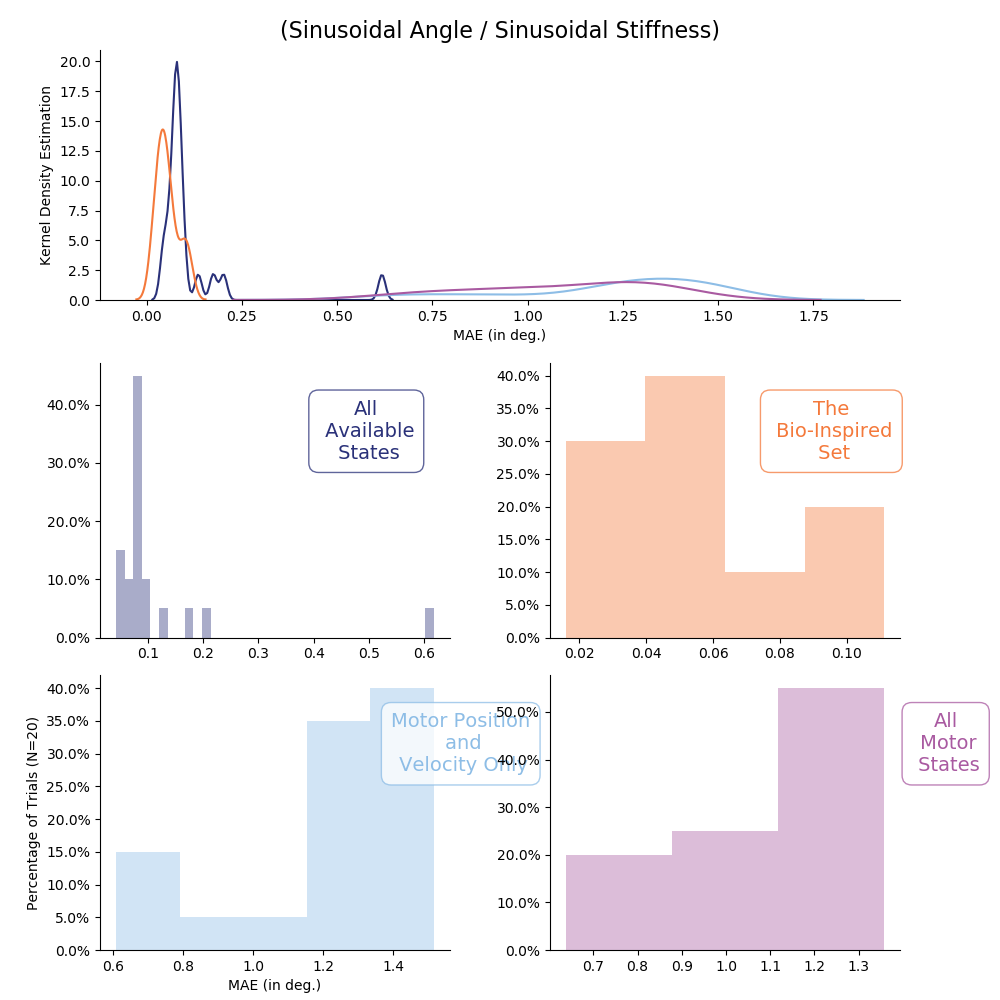 (Sinusoidal Angle / Sinusoidal Stiffness)
Kernel Density Estimation
20.0
17.5
15.0
12.5
10.0
7.5
5.0
2.5
0.0
0.00 0.25 0.50 0.75 1.00 1.25 1.50 1.75
MAE (in deg.)
All
Available
States
40.0%
30.0%
20.0%
10.0%
0.0%
0.1 0.2 0.3 0.4 0.5 0.6
The
Bio-Inspired
Set
40.0%
35.0%
30.0%
25.0%
20.0%
15.0%
10.0%
5.0%
0.0%
0.02 0.04 0.06 0.08 0.10
Motor Position
and
Velocity Only
Percentage of Trials (N=20)
40.0%
35.0%
30.0%
25.0%
20.0%
15.0%
10.0%
5.0%
0.0%
0.6 0.8 1.0 1.2 1.4
MAE (in deg.)
All
Motor
States
50.0%
40.0%
30.0%
20.0%
10.0%
0.0%
0.7 0.8 0.9 1.0 1.1 1.2 1.3